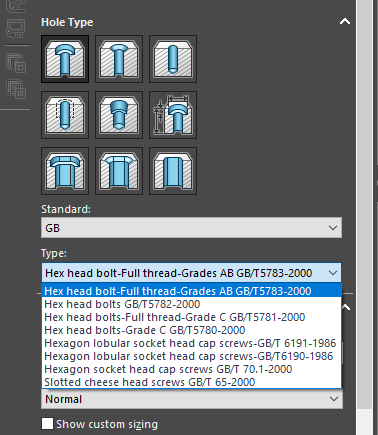 Hole Type
Standard:
GB
Type:
Hex head bolt-Full thread-Grades AB GB/T5783-2000
Hex head bolt-Full thread-Grades AB GB/T5783-2000
Hex head bolts GB/T5782-2000
Hex head bolts-Full thread-Grade C GB/T5781-2000
Hex head bolts-Grade C GB/T5780-2000
Hexagon lobular socket head cap screws-GB/T 6191-1986
Hexagon lobular socket head cap screws-GB/T6190-1986
Hexagon socket head cap screws GB/T 70.1-2000
Slotted cheese head screws GB/T 65-2000
Normal
Show custom sizing